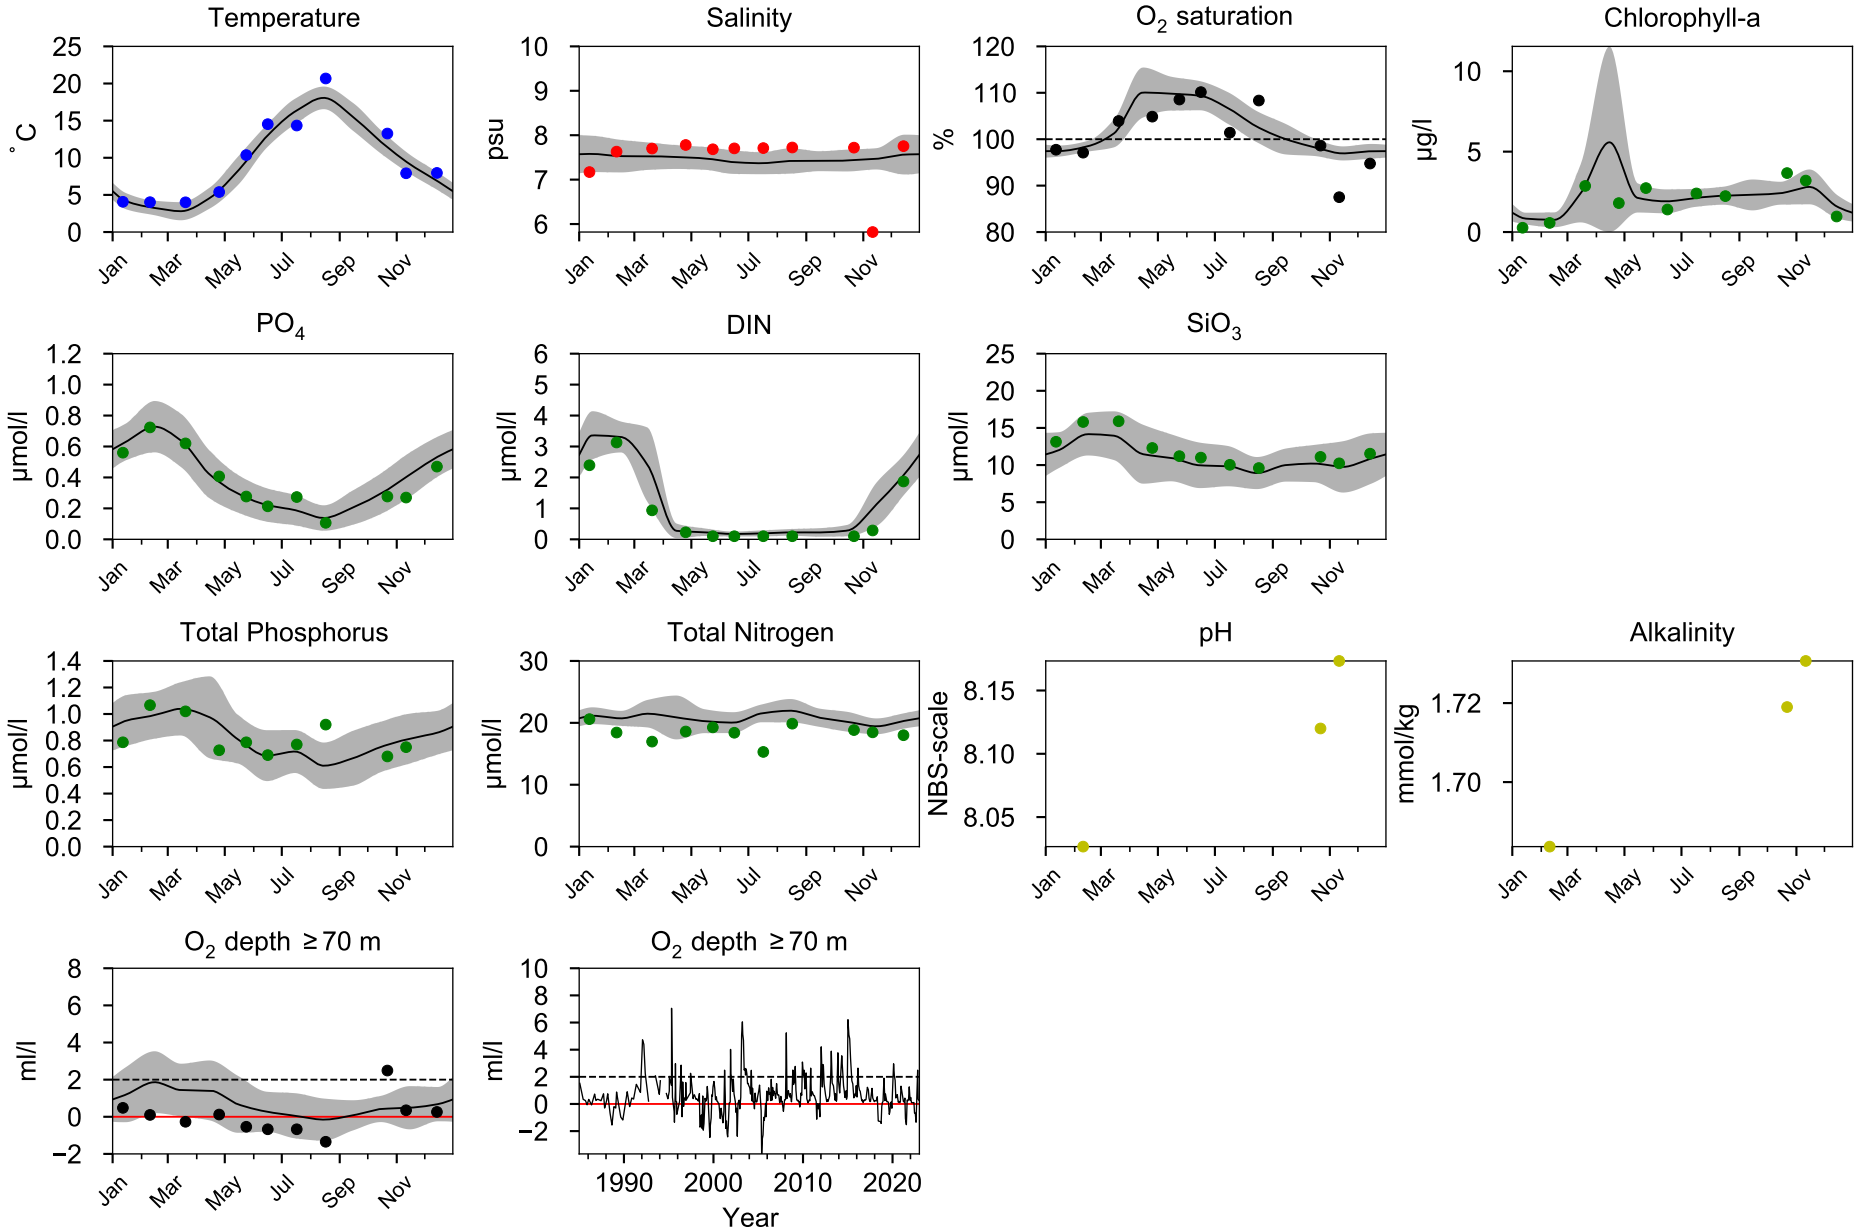 Temperature
Salinity
O2 saturation
Chlorophyll-a
25
20
15
10
5
0
˚C
Jan Mar May Jul Sep Nov
10
9
8
7
6
psu
Jan Mar May Jul Sep Nov
120
110
100
90
80
%
Jan Mar May Jul Sep Nov
10
5
0
µg/l
Jan Mar May Jul Sep Nov
PO4
DIN
SiO3
1.2
1.0
0.8
0.6
0.4
0.2
0.0
µmol/l
Jan Mar May Jul Sep Nov
6
5
4
3
2
1
0
µmol/l
Jan Mar May Jul Sep Nov
25
20
15
10
5
0
µmol/l
Jan Mar May Jul Sep Nov
Total Phosphorus
Total Nitrogen
pH
Alkalinity
1.4
1.2
1.0
0.8
0.6
0.4
0.2
0.0
µmol/l
Jan Mar May Jul Sep Nov
30
20
10
0
µmol/l
Jan Mar May Jul Sep Nov
8.15
8.10
8.05
NBS-scale
Jan Mar May Jul Sep Nov
1.72
1.70
mmol/kg
Jan Mar May Jul Sep Nov
O2 depth ≥70 m
O2 depth ≥70 m
8
6
4
2
0
−2
ml/l
Jan Mar May Jul Sep Nov
10
8
6
4
2
0
−2
ml/l
1990 2000 2010 2020
Year